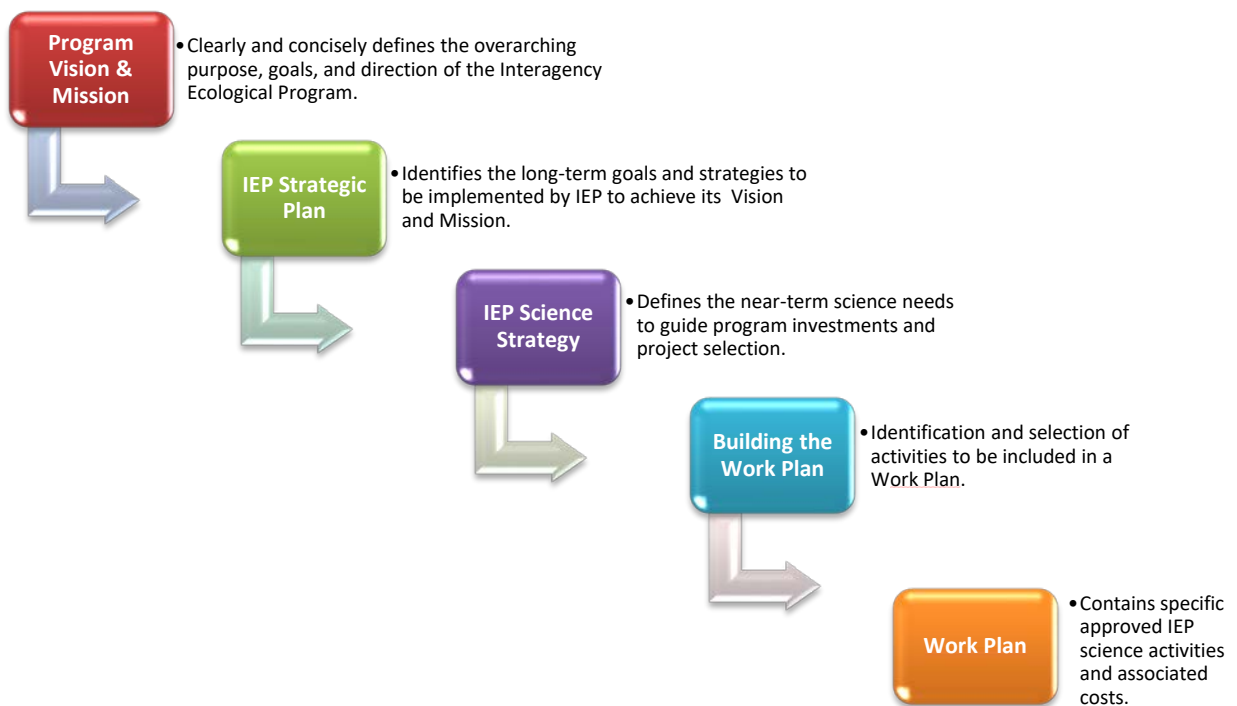 Program
Vision &
Mission
•Clearly and concisely defines the overarching
purpose, goals, and direction of the Interagency
Ecological Program.
IEP Strategic
Plan
•Identifies the long-term goals and strategies to
be implemented by IEP to achieve its Vision
and Mission.
IEP Science
Strategy
•Defines the near-term science needs
to guide program investments and
project selection.
Building the
Work Plan
•Identification and selection of
activities to be included in a
Work Plan.
Work Plan
•Contains specific
approved IEP
science activities
and associated
costs.